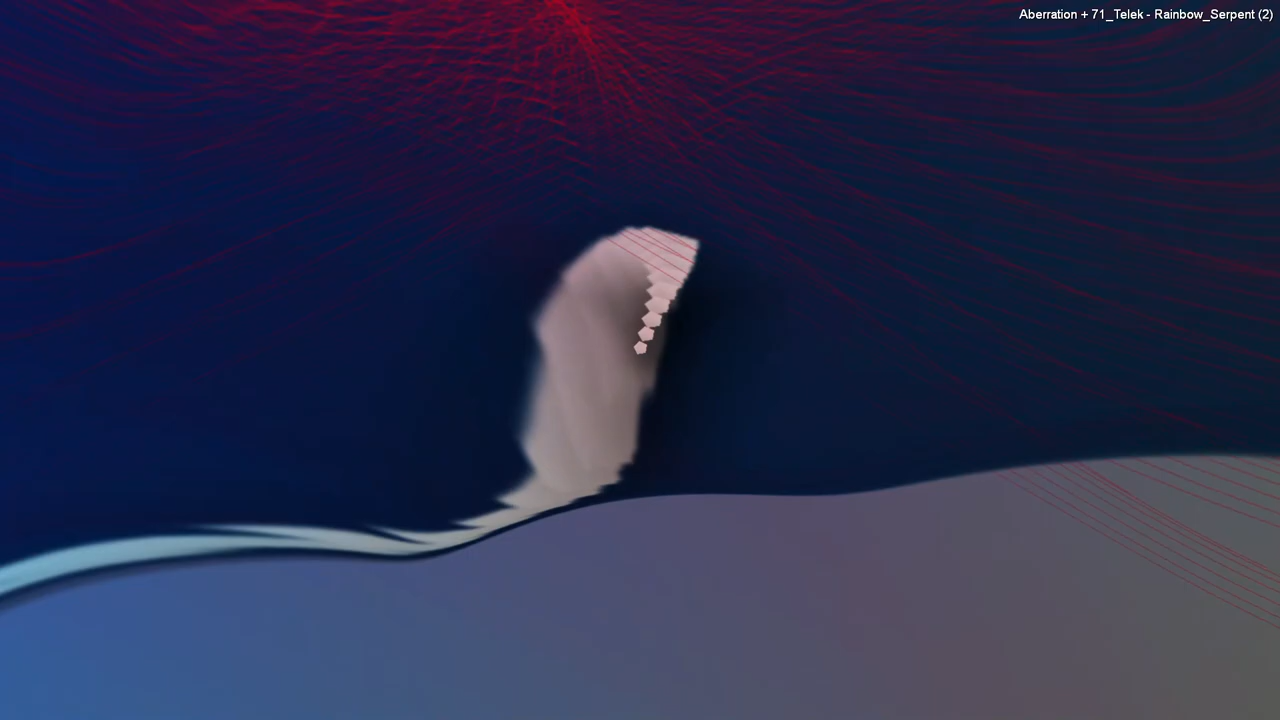 Aberration + 71_Telek - Rainbow_Serpent (2)